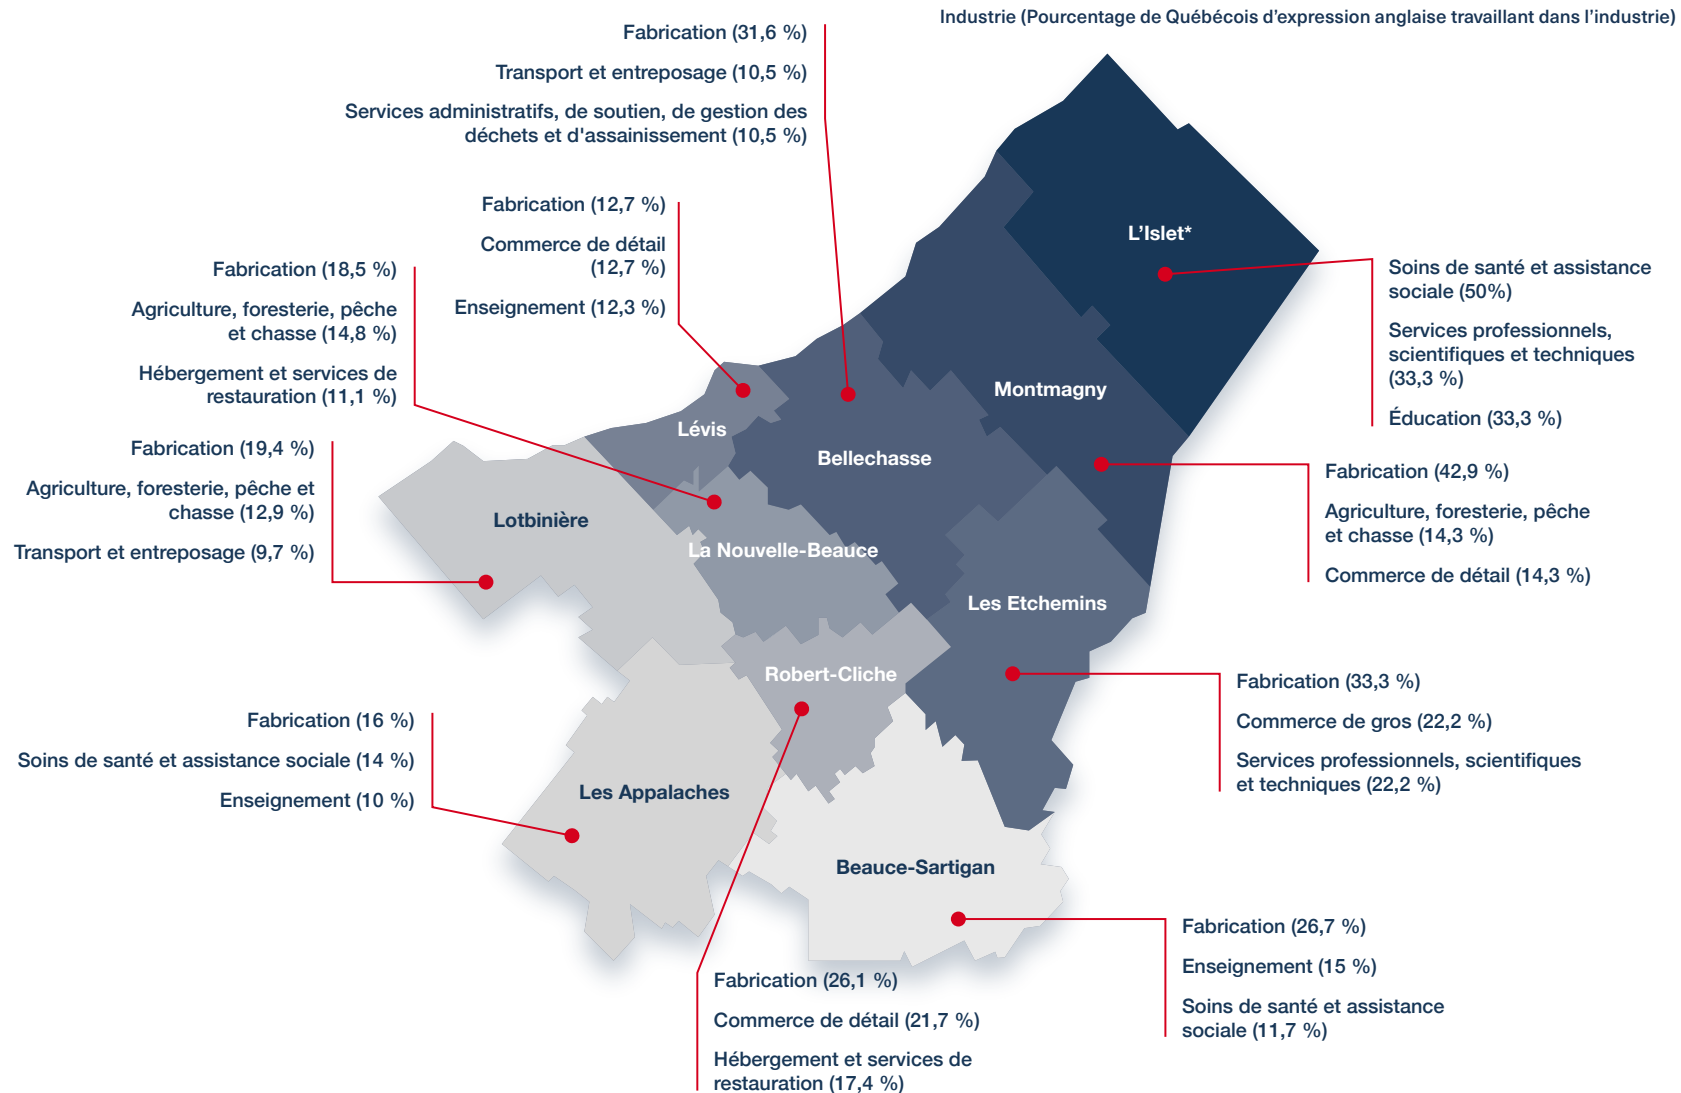 Industrie (Pourcentage de Québécois d'expression anglaise travaillant dans l'industrie)
Fabrication (31,6 %)
Transport et entreposage (10,5 %)
Services administratifs, de soutien, de gestion des
déchets et d'assainissement (10,5 %)
Fabrication (12,7 %)
Commerce de détail
(12,7 %)
Enseignement (12,3 %)
Fabrication (18,5 %)
Agriculture, foresterie, pêche
et chasse (14,8 %)
Hébergement et services de
restauration (11,1 %)
Fabrication (19,4 %)
Agriculture, foresterie, pêche et
chasse (12,9 %)
Transport et entreposage (9,7 %)
Fabrication (16 %)
Soins de santé et assistance sociale (14 %)
Enseignement (10 %)
L'Islet*
Montmagny
Lévis
Bellechasse
Lotbinière
La Nouvelle-Beauce
Les Etchemins
Robert-Cliche
Les Appalaches
Beauce-Sartigan
Soins de santé et assistance
sociale (50%)
Services professionnels,
scientifiques et techniques
(33,3 %)
Éducation (33,3 %)
Fabrication (42,9 %)
Agriculture, foresterie, pêche
et chasse (14,3 %)
Commerce de détail (14,3 %)
Fabrication (33,3 %)
Commerce de gros (22,2 %)
Services professionnels, scientifiques
et techniques (22,2 %)
Fabrication (26,7 %)
Enseignement (15 %)
Soins de santé et assistance
sociale (11,7 %)
Fabrication (26,1 %)
Commerce de détail (21,7 %)
Hébergement et services de
restauration (17,4 %)